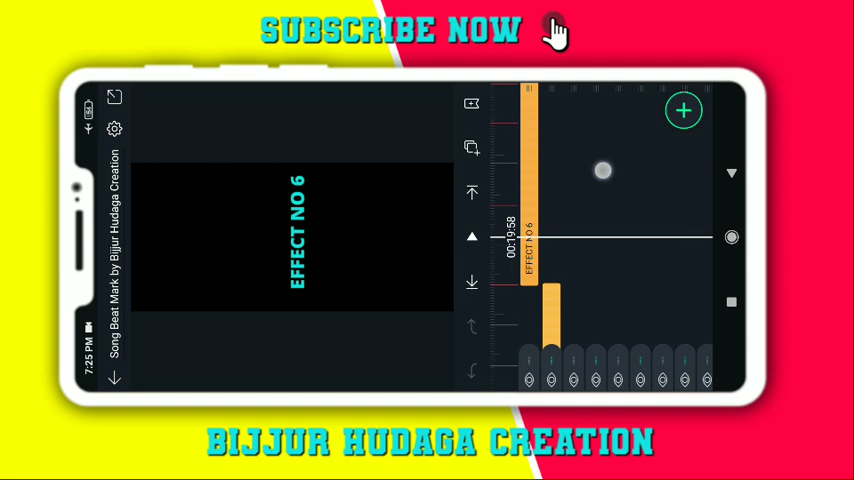 SUBSCRIBE NOW
7:25 PM
54
Song Beat Mark by Bijjur Hudaga Creation
EFFECT NO 6
00:19:58
EFFECT NO 6
BIJJUR HUDAGA CREATION